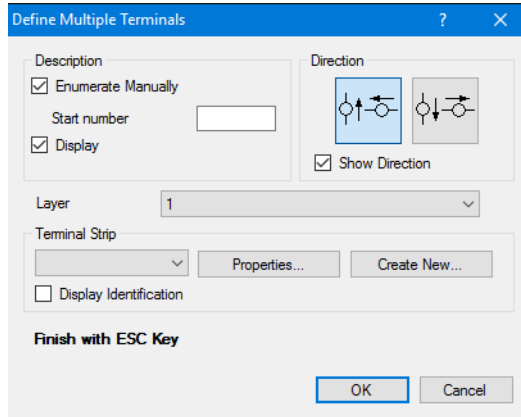 Define Multiple Terminals
Description
Enumerate Manually
Start number
Display
Direction
Show Direction
Layer
1
Terminal Strip
Properties...
Create New...
Display Identification
Finish with ESC Key
OK
Cancel